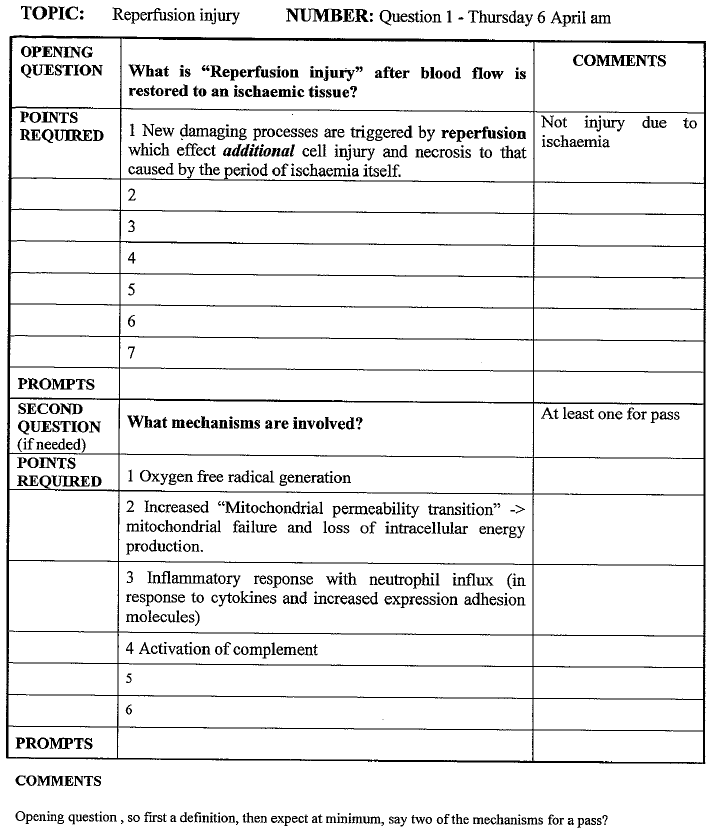 TOPIC: Reperfusion injury NUMBER: Question 1 - Thursday 6 April am
OPENING
QUESTION
What is “Reperfusion injury” after blood flow is
restored to an ischaemic tissue?
COMMENTS
POINTS
REQUIRED
1 New damaging processes are triggered by reperfusion
which effect additional cell injury and necrosis to that
caused by the period of ischaemia itself.
Not injury due to
ischaemia
2
3
4
5
6
7
PROMPTS
SECOND
QUESTION
(if needed)
What mechanisms are involved?
At least one for pass
POINTS
REQUIRED
1 Oxygen free radical generation
2 Increased “Mitochondrial permeability transition” ->
mitochondrial failure and loss of intracellular energy
production.
3 Inflammatory response with neutrophil influx (in
response to cytokines and increased expression adhesion
molecules)
4 Activation of complement
5
6
PROMPTS
COMMENTS
Opening question , so first a definition, then expect at minimum, say two of the mechanisms for a pass?